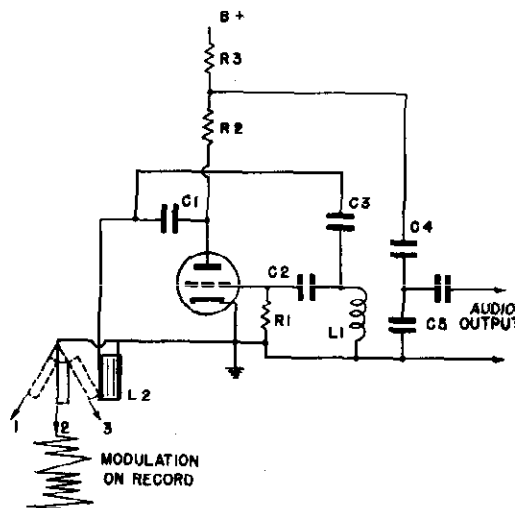 B+
R3
R2
C1
C3
C4
C2
R1
L1
C5
AUDIO
OUTPUT
L2
1 2 3
MODULATION
ON RECORD